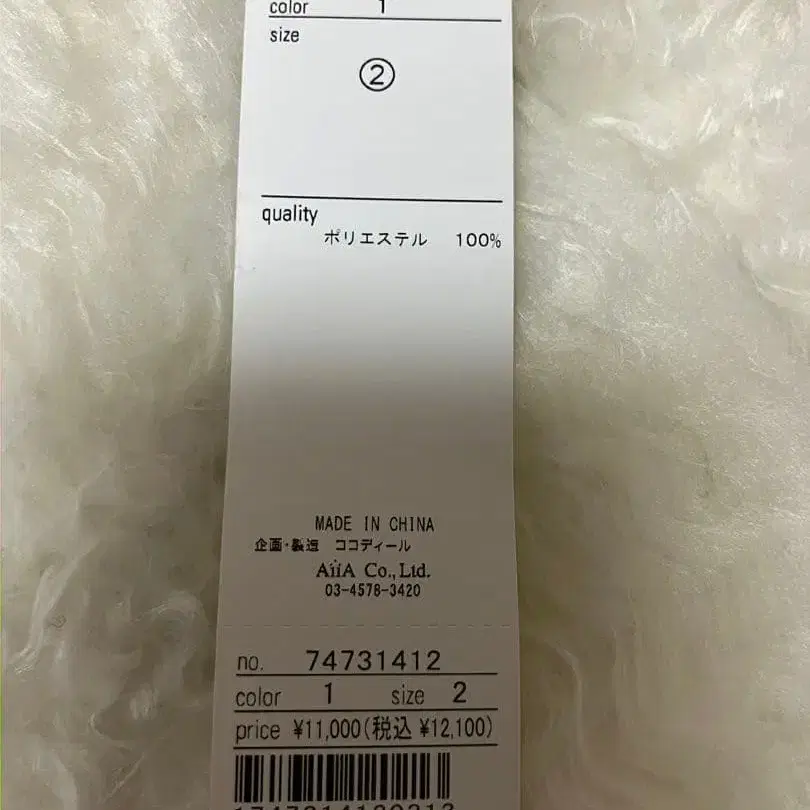 color 1
size
②
quality
ポリエステル 100%
MADE IN CHINA
企画・製造 ココディール
AiiA Co., Ltd.
03-4578-3420
no. 74731412
color 1 size 2
price ¥11,000(税込 ¥12,100)